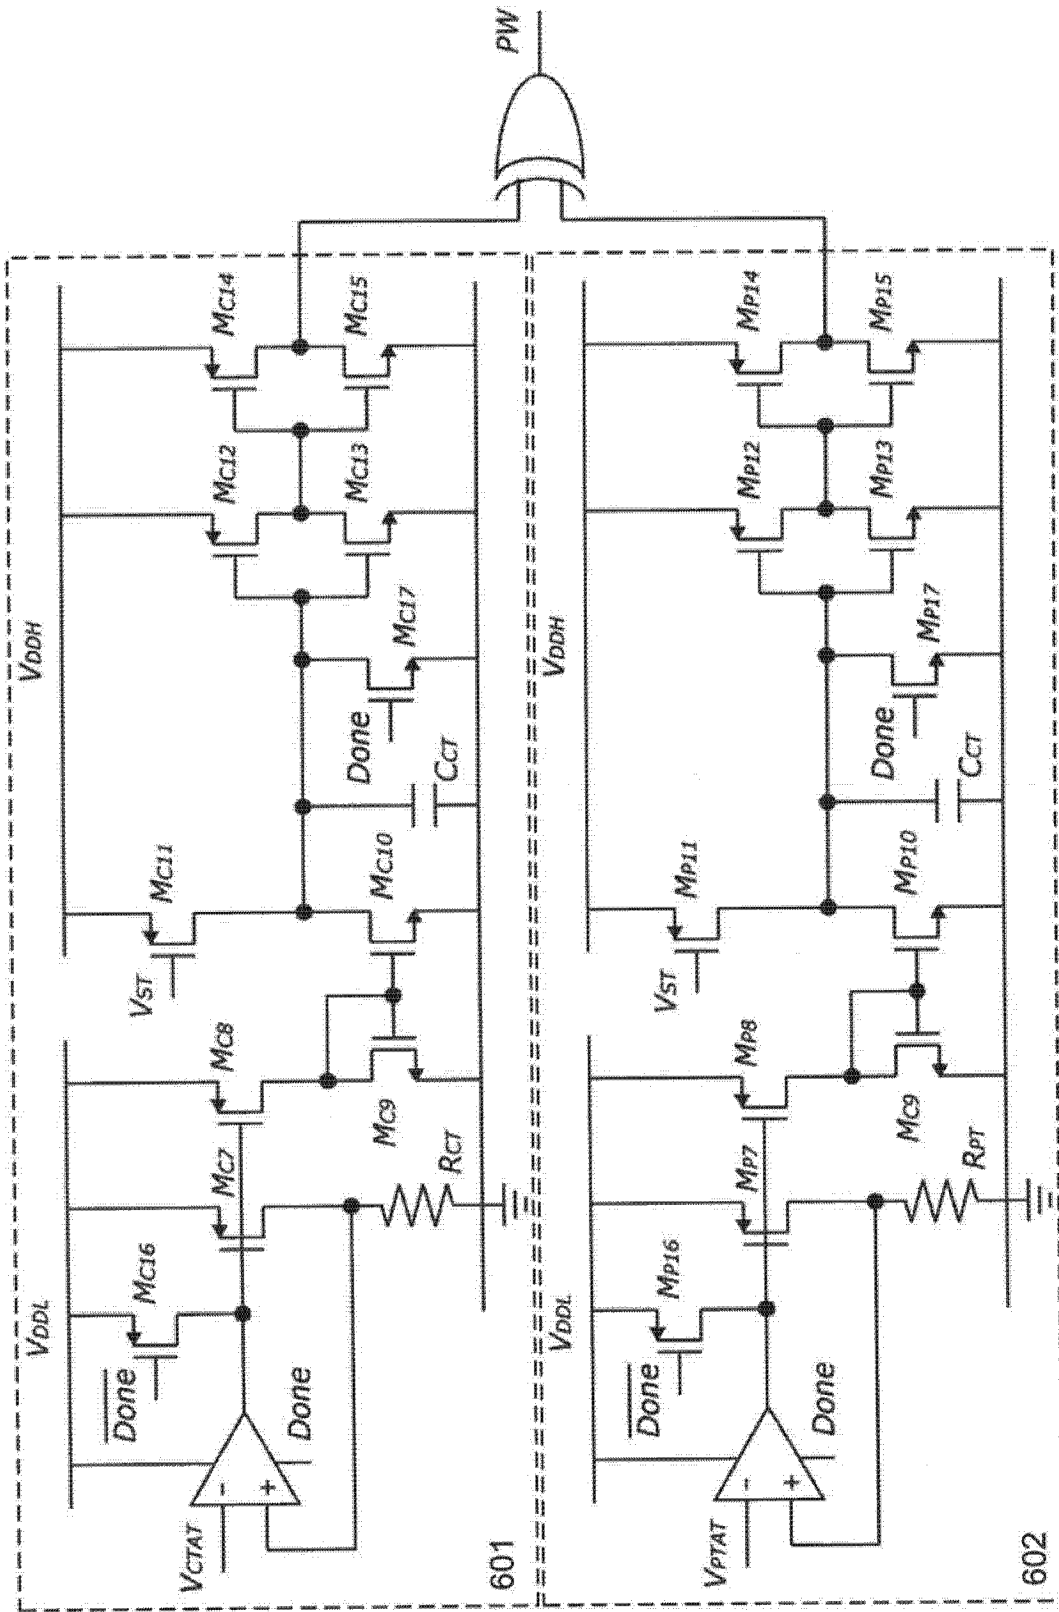 VDDL
VDDH
MC16
Done
MC7
MC8
MC11
VST
MC12
MC14
PW
VCTAT
-
+
Done
RCT
MC9
MC10
CCT
Done
MC17
MC13
MC15
601
VDDL
VDDH
MP16
Done
MP7
MP8
MP11
VST
MP12
MP14
VPTAT
-
+
Done
RPT
MC9
MP10
CCT
Done
MP17
MP13
MP15
602